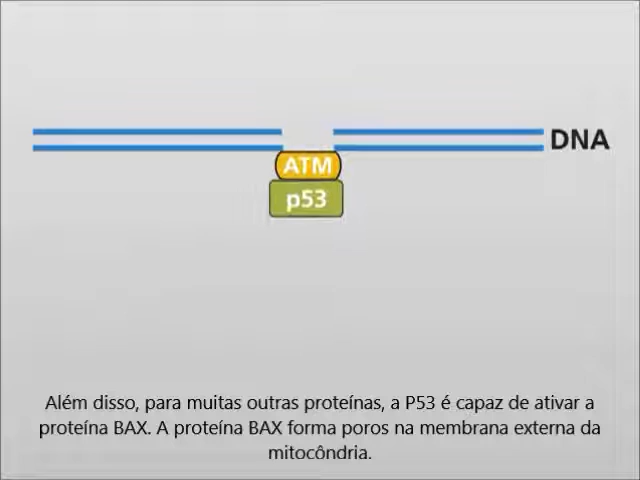 DNA
ATM
p53
Além disso, para muitas outras proteínas, a P53 é capaz de ativar a
proteína BAX. A proteína BAX forma poros na membrana externa da
mitocôndria.